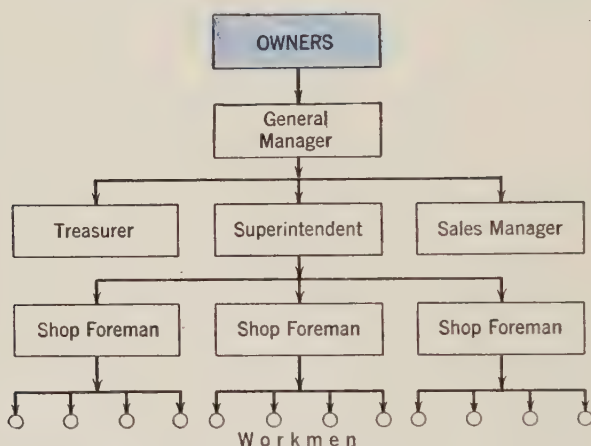 OWNERS
General
Manager
Treasurer
Superintendent
Sales Manager
Shop Foreman
Shop Foreman
Shop Foreman
Workmen